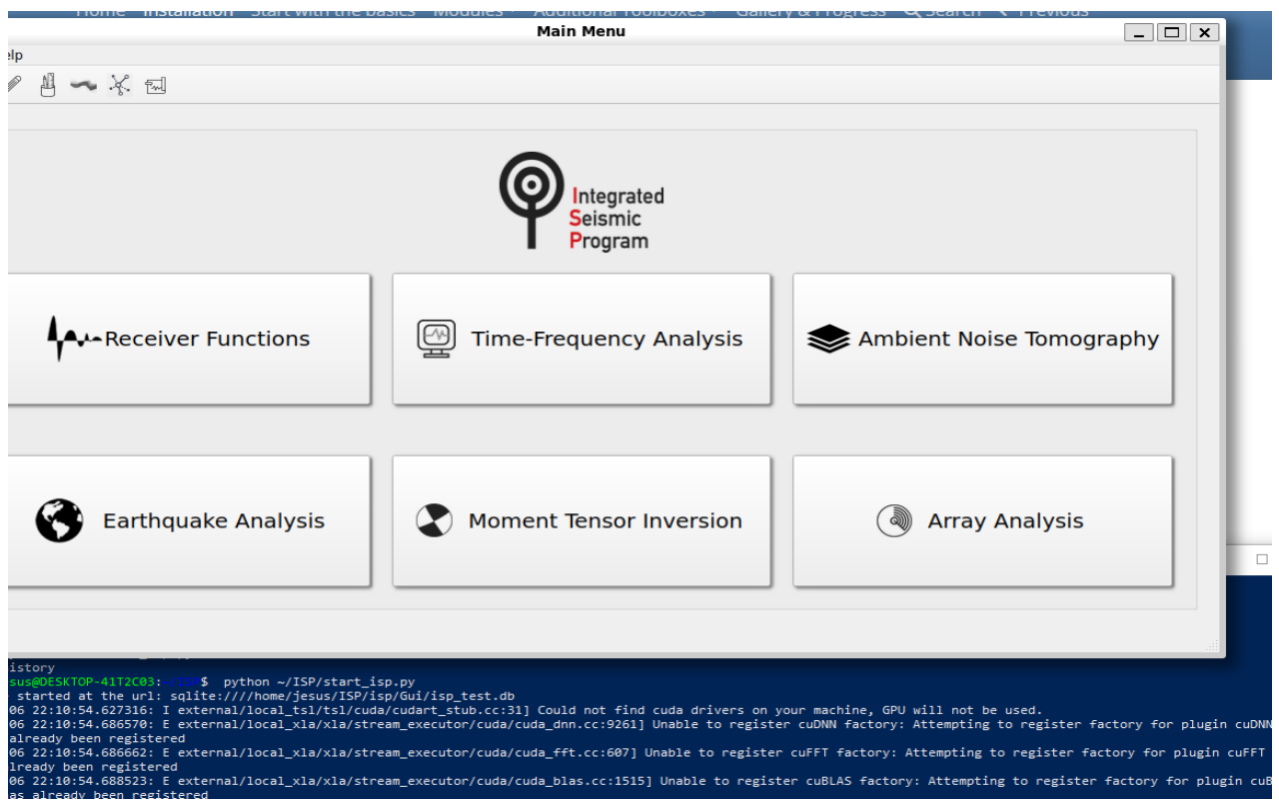 Home Installation Start with the basics Modules Additional Toolboxes Gallery & Progress Search Previous
Main Menu
elp
Integrated
Seismic
Program
Receiver Functions
Time-Frequency Analysis
Ambient Noise Tomography
Earthquake Analysis
Moment Tensor Inversion
Array Analysis
istory
sus@DESKTOP-41T2C03:~/ISP$ python ~/ISP/start_isp.py
started at the url: sqlite:////home/jesus/ISP/isp/Gui/isp_test.db
06 22:10:54.627316: I external/local_tsl/tsl/cuda/cudart_stub.cc:31] Could not find cuda drivers on your machine, GPU will not be used.
06 22:10:54.686570: E external/local_xla/xla/stream_executor/cuda/cuda_dnn.cc:9261] Unable to register cuDNN factory: Attempting to register factory for plugin cuDNN
already been registered
06 22:10:54.686662: E external/local_xla/xla/stream_executor/cuda/cuda_fft.cc:607] Unable to register cuFFT factory: Attempting to register factory for plugin cuFFT
lready been registered
06 22:10:54.688523: E external/local_xla/xla/stream_executor/cuda/cuda_blas.cc:1515] Unable to register cuBLAS factory: Attempting to register factory for plugin cuB
as already been registered